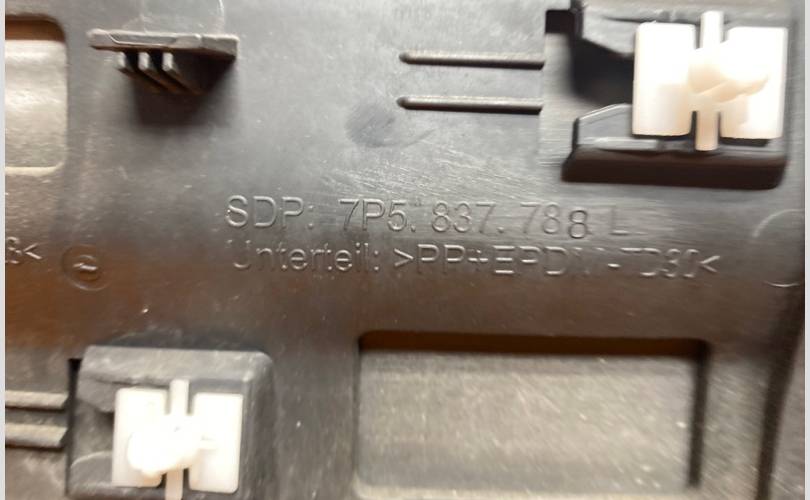 SDP: 7P5. 837. 788 L
Unterteil: >PP+EPDM-TD30<